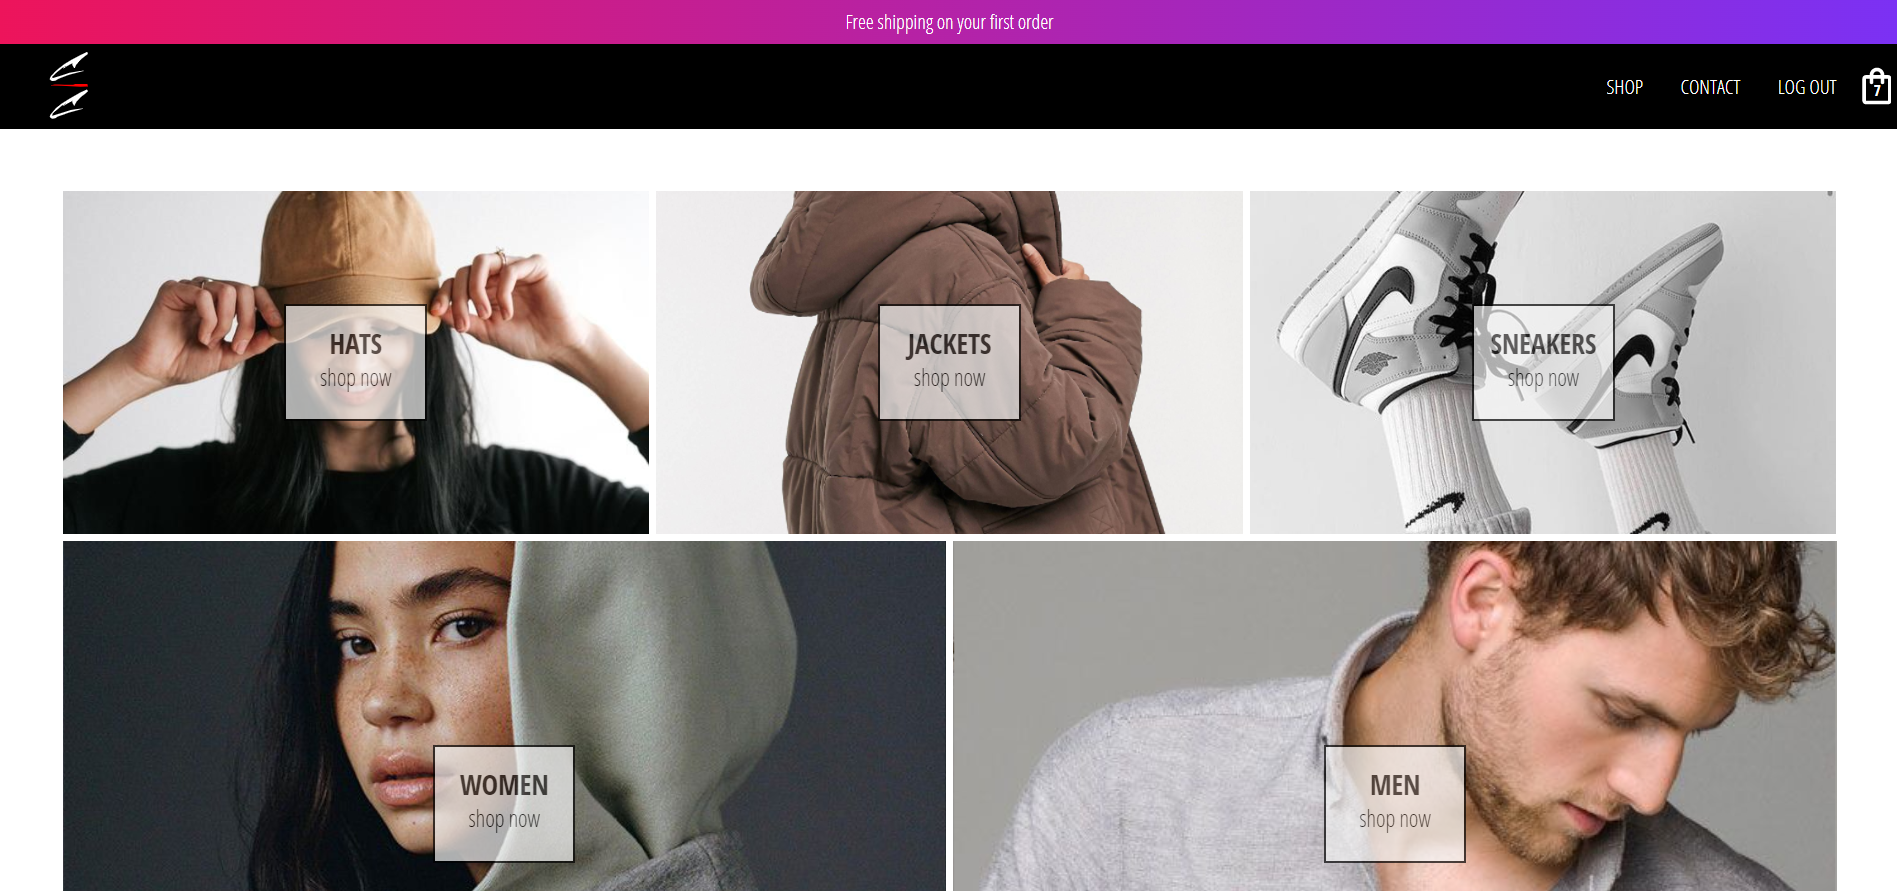 Free shipping on your first order
SHOP CONTACT LOG OUT 7
HATS
shop now
JACKETS
shop now
SNEAKERS
shop now
WOMEN
shop now
MEN
shop now